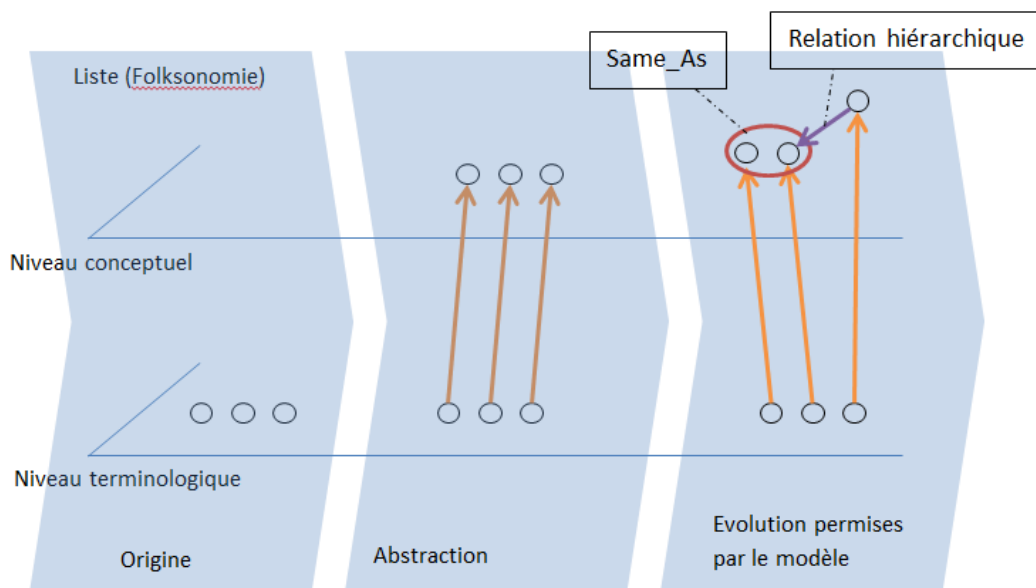 Relation hiérarchique
Same_As
Liste (Folksonomie)
Niveau conceptuel
Niveau terminologique
Origine
Abstraction
Evolution permises
par le modèle